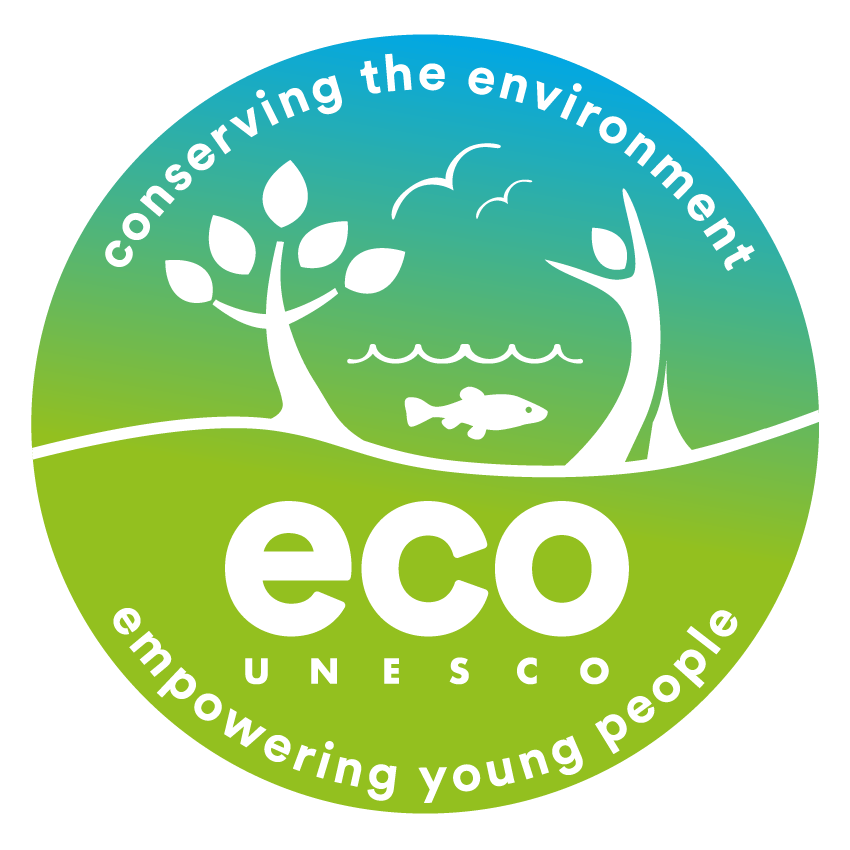 conserving the environment
eco
UNESCO
empowering young people